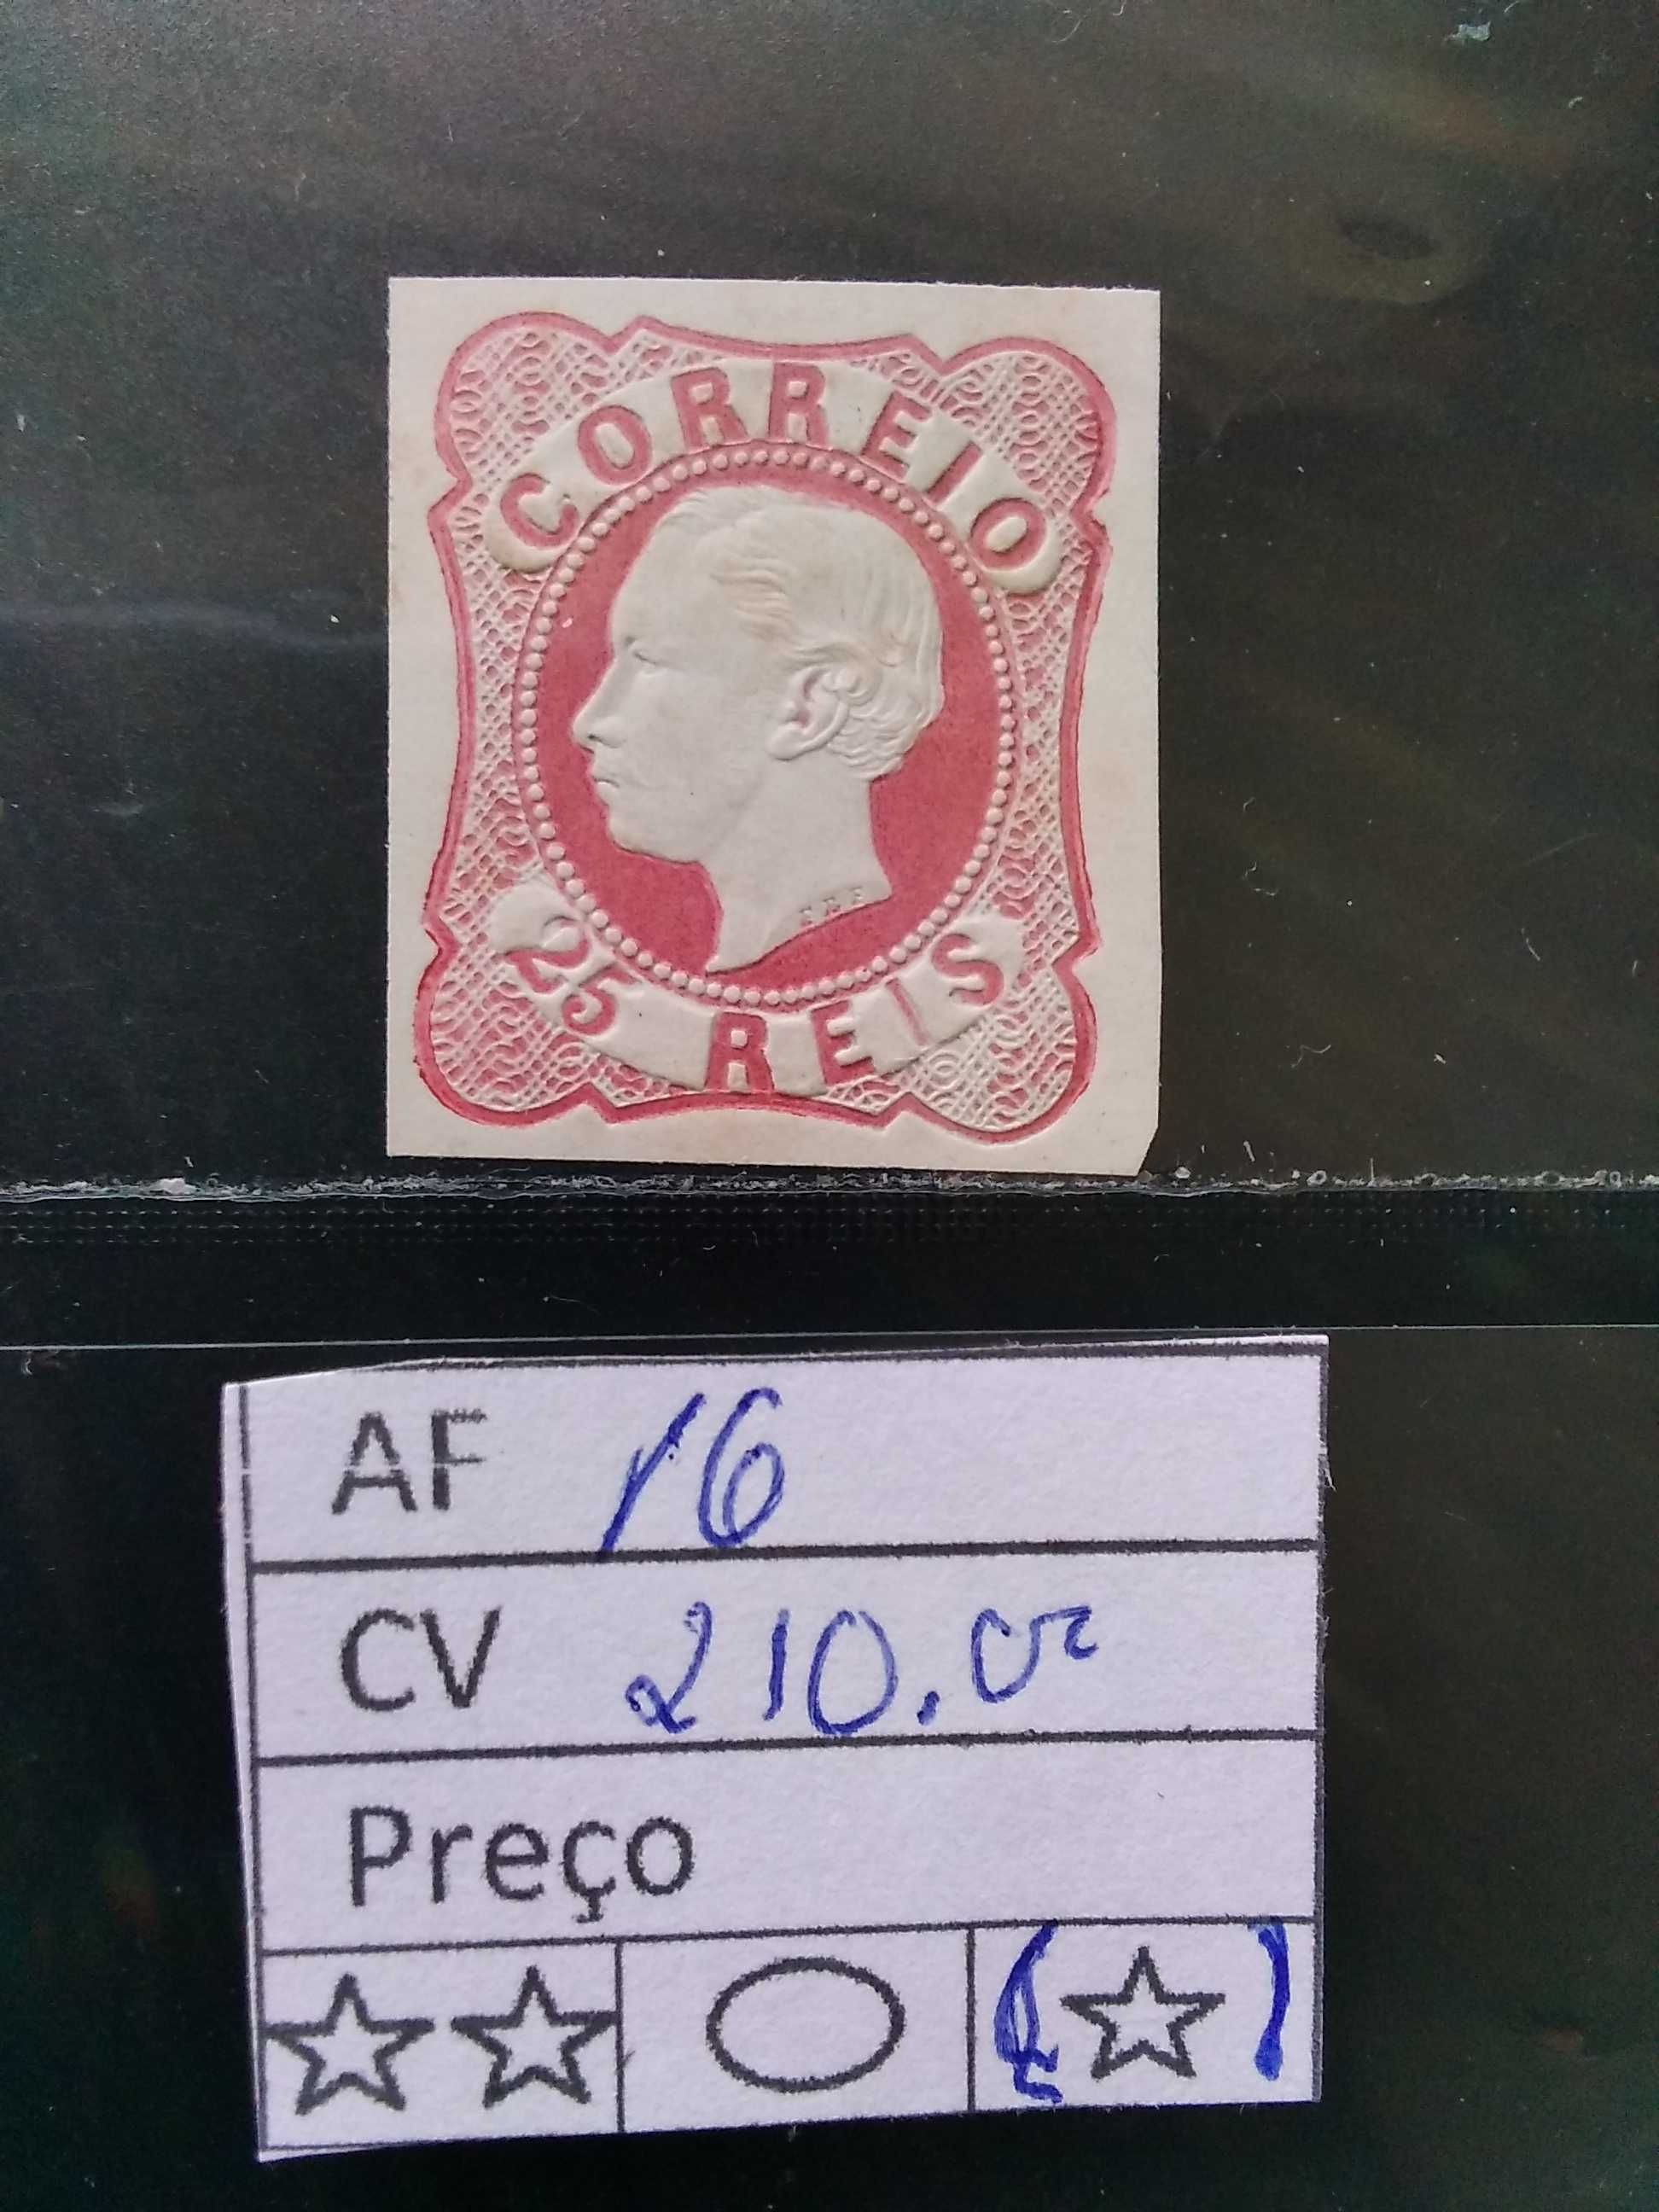 CORREIO
25 REIS
AF 16
CV 210.00
Preço